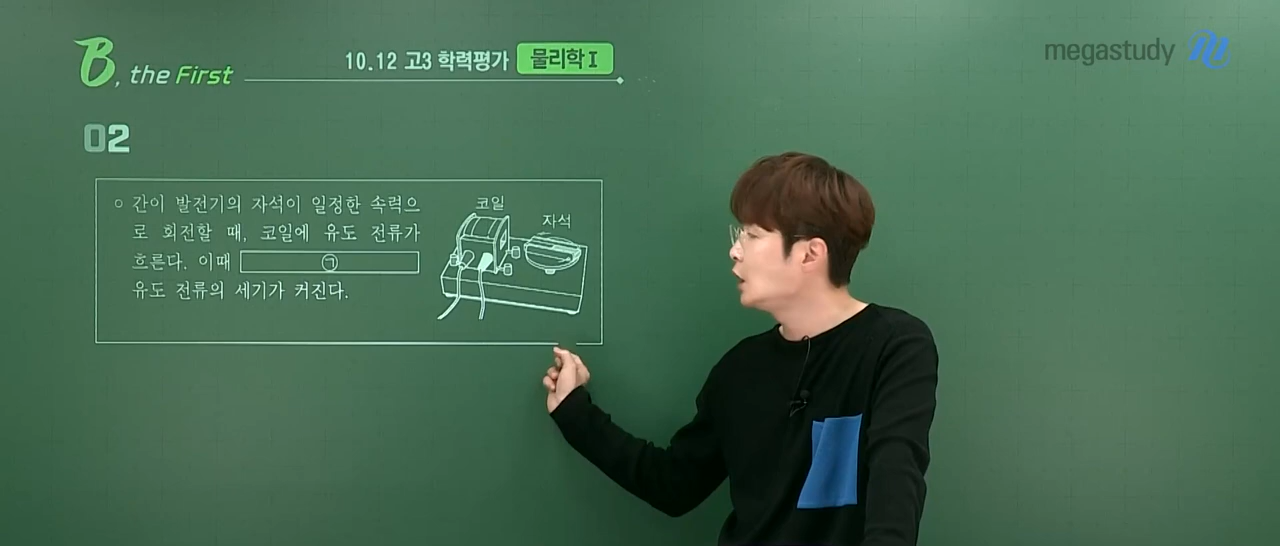 B, the First
10.12 고3 학력평가 물리학 I
megastudy
02
○ 간이 발전기의 자석이 일정한 속력으
로 회전할 때, 코일에 유도 전류가
흐른다. 이때 ㉠
유도 전류의 세기가 커진다.
코일
자석